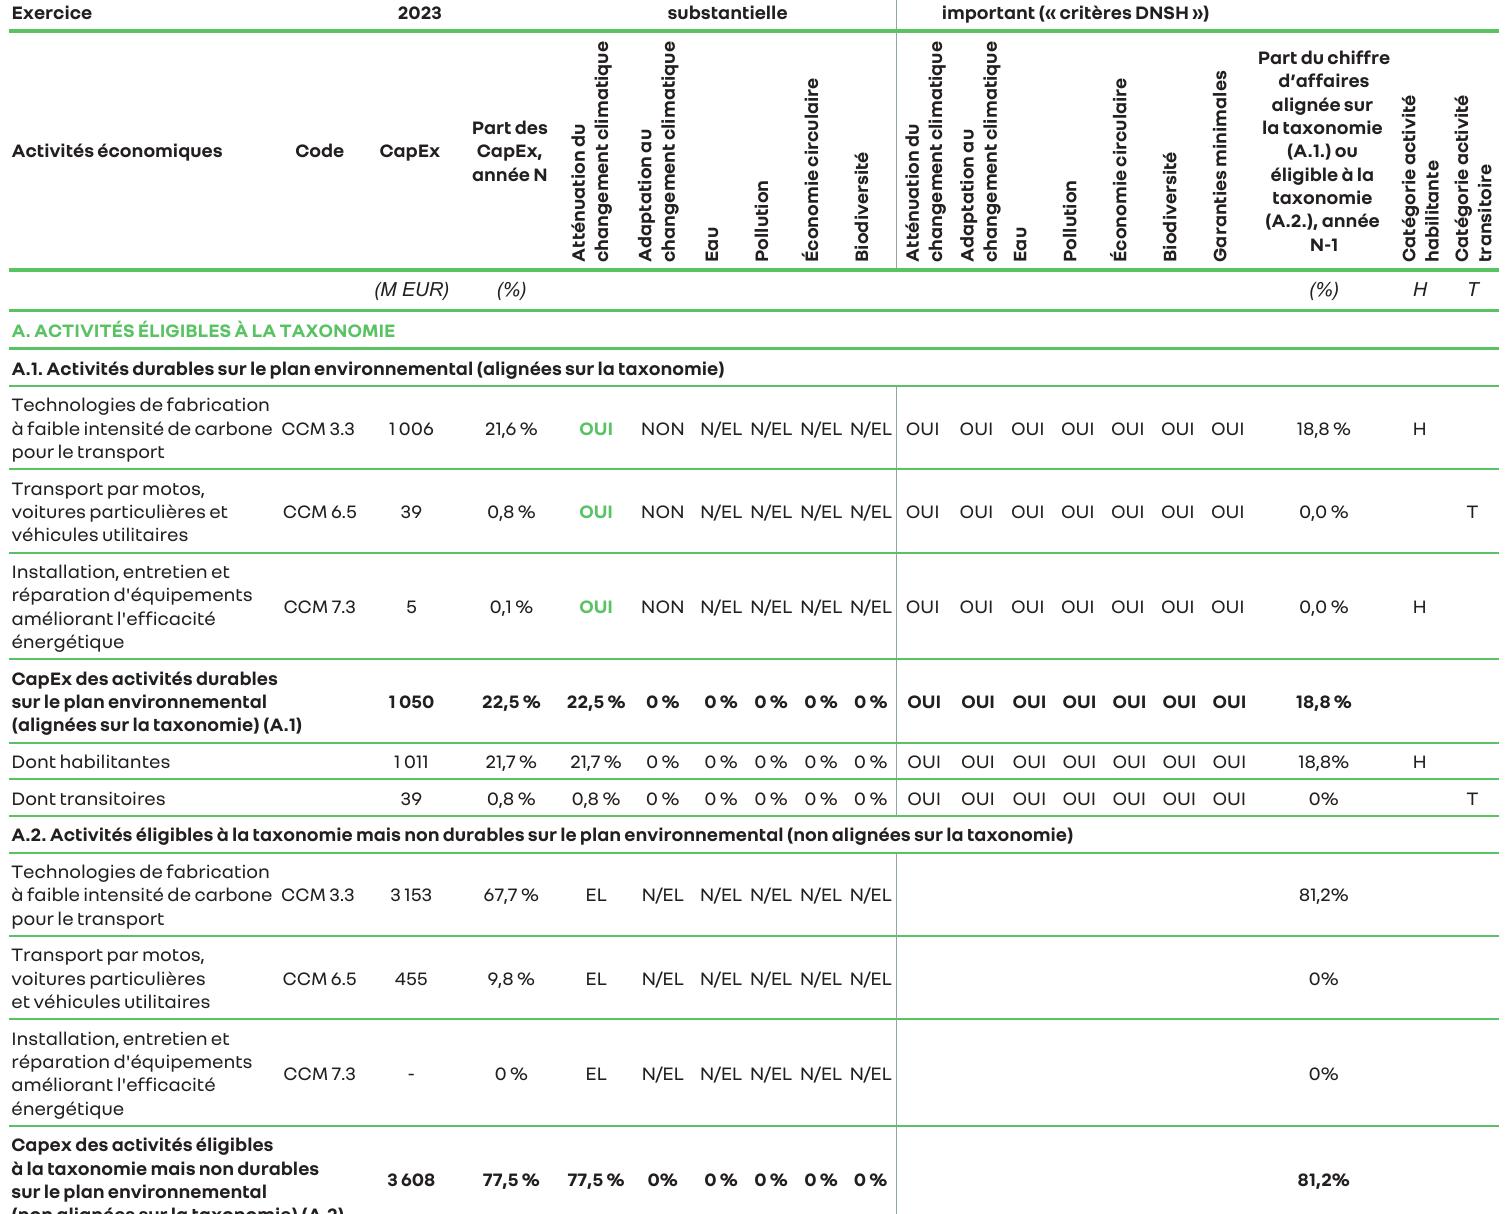 Exercice 2023 substantielle important (« critères DNSH »)
Activités économiques Code CapEx Part des CapEx, année N Atténuation du changement climatique Adaptation au changement climatique Eau Pollution Économie circulaire Biodiversité Atténuation du changement climatique Adaptation au changement climatique Eau Pollution Économie circulaire Biodiversité Garanties minimales Part du chiffre d’affaires alignée sur la taxonomie (A.1.) ou éligible à la taxonomie (A.2.), année N-1 Catégorie activité habilitante Catégorie activité transitoire
(M EUR) (%) (%) H T
A. ACTIVITÉS ÉLIGIBLES À LA TAXONOMIE
A.1. Activités durables sur le plan environnemental (alignées sur la taxonomie)
Technologies de fabrication
à faible intensité de carbone CCM 3.3 1 006 21,6 % OUI NON N/EL N/EL N/EL N/EL OUI OUI OUI OUI OUI OUI OUI 18,8 % H
pour le transport
Transport par motos,
voitures particulières et CCM 6.5 39 0,8 % OUI NON N/EL N/EL N/EL N/EL OUI OUI OUI OUI OUI OUI OUI 0,0 % T
véhicules utilitaires
Installation, entretien et
réparation d'équipements
améliorant l'efficacité CCM 7.3 5 0,1 % OUI NON N/EL N/EL N/EL N/EL OUI OUI OUI OUI OUI OUI OUI 0,0 % H
énergétique
CapEx des activités durables
sur le plan environnemental 1 050 22,5 % 22,5 % 0 % 0 % 0 % 0 % 0 % OUI OUI OUI OUI OUI OUI OUI 18,8 %
(alignées sur la taxonomie) (A.1)
Dont habilitantes 1 011 21,7 % 21,7 % 0 % 0 % 0 % 0 % 0 % OUI OUI OUI OUI OUI OUI OUI 18,8% H
Dont transitoires 39 0,8 % 0,8 % 0 % 0 % 0 % 0 % 0 % OUI OUI OUI OUI OUI OUI OUI 0% T
A.2. Activités éligibles à la taxonomie mais non durables sur le plan environnemental (non alignées sur la taxonomie)
Technologies de fabrication
à faible intensité de carbone CCM 3.3 3 153 67,7 % EL N/EL N/EL N/EL N/EL N/EL 81,2%
pour le transport
Transport par motos,
voitures particulières CCM 6.5 455 9,8 % EL N/EL N/EL N/EL N/EL N/EL 0%
et véhicules utilitaires
Installation, entretien et
réparation d'équipements
améliorant l'efficacité CCM 7.3 - 0 % EL N/EL N/EL N/EL N/EL N/EL 0%
énergétique
Capex des activités éligibles
à la taxonomie mais non durables
sur le plan environnemental 3 608 77,5 % 77,5 % 0% 0 % 0 % 0 % 0 % 81,2%
(non alignées sur la taxonomie) (A.2)